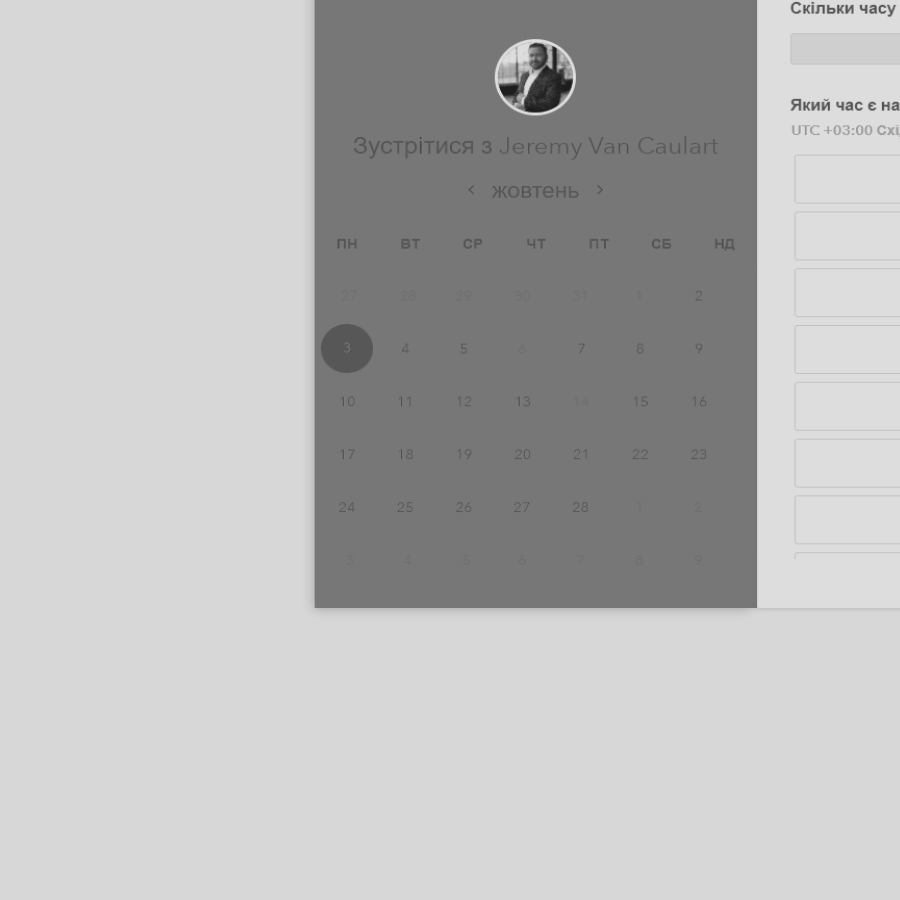 Скільки часу
Зустрітися з Jeremy Van Caulart
< жовтень >
ПН ВТ СР ЧТ ПТ СБ НД
27 28 29 30 31 1 2
3 4 5 6 7 8 9
10 11 12 13 14 15 16
17 18 19 20 21 22 23
24 25 26 27 28 1 2
3 4 5 6 7 8 9
Який час є на
UTC +03:00 Схі